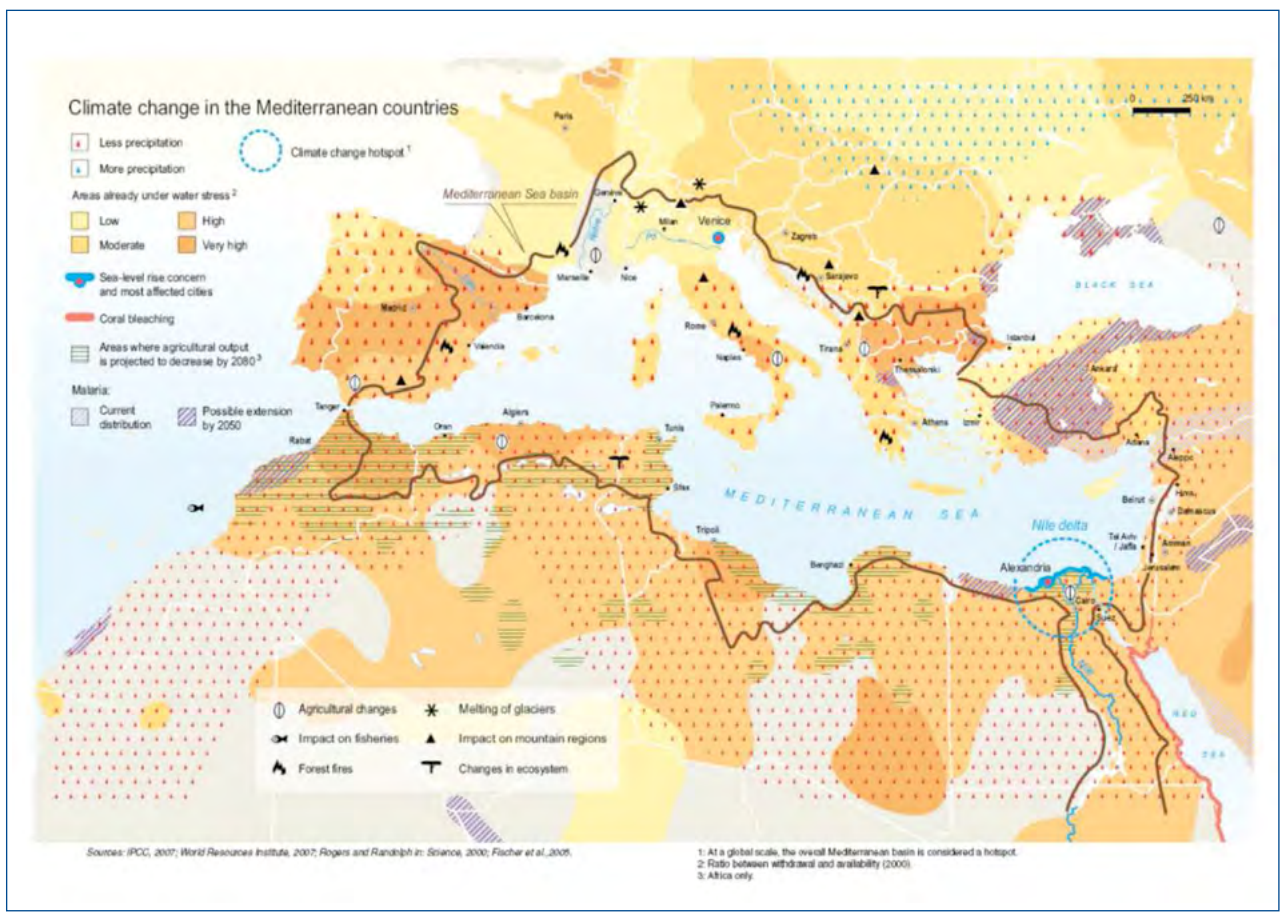 Climate change in the Mediterranean countries
Less precipitation
More precipitation
Climate change hotspot 1
Areas already under water stress 2
Low
High
Moderate
Very high
Sea-level rise concern
and most affected cities
Coral bleaching
Areas where agricultural output
is projected to decrease by 2080 3
Malaria:
Current
distribution
Possible extension
by 2050
0 250 km
Mediterranean Sea basin
Paris
Geneva
Milan
Venice
Zagreb
Po
Rhone
Marseille
Nice
Sarajevo
BLACK SEA
Madrid
Barcelona
Valencia
Rome
Naples
Tirana
Thessaloniki
Istanbul
Ankara
Tanger
Rabat
Oran
Algiers
Tunis
Palermo
Athens
Izmir
Adana
Aleppo
Sfax
MEDITERRANEAN SEA
Beirut
Homs
Damascus
Tripoli
Benghazi
Nile delta
Tel Aviv
/ Jaffa
Amman
Jerusalem
Alexandria
Cairo
Suez
Nile
RED
SEA
Agricultural changes
Melting of glaciers
Impact on fisheries
Impact on mountain regions
Forest fires
Changes in ecosystem
Sources: IPCC, 2007; World Resources Institute, 2007; Rogers and Randolph in: Science, 2000; Fischer et al.,2005.
1: At a global scale, the overall Mediterranean basin is considered a hotspot.
2: Ratio between withdrawal and availability (2000).
3: Africa only.